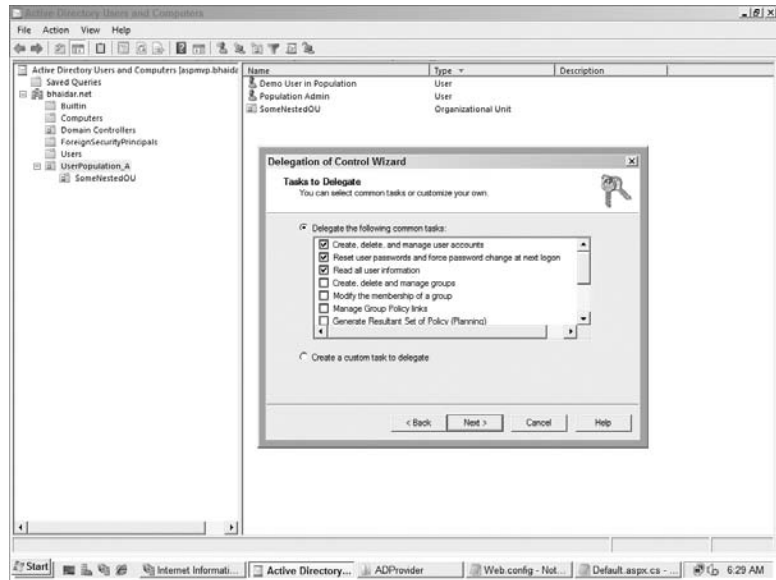 Active Directory Users and Computers
File Action View Help
Active Directory Users and Computers [aspmvp.bhaida
Saved Queries
bhaidar.net
Builtin
Computers
Domain Controllers
ForeignSecurityPrincipals
Users
UserPopulation_A
SomeNestedOU
Name Type Description
Demo User in Population User
Population Admin User
SomeNestedOU Organizational Unit
Delegation of Control Wizard
Tasks to Delegate
You can select common tasks or customize your own.
Delegate the following common tasks:
Create, delete, and manage user accounts
Reset user passwords and force password change at next logon
Read all user information
Create, delete and manage groups
Modify the membership of a group
Manage Group Policy links
Generate Resultant Set of Policy (Planning)
Create a custom task to delegate
< Back Next > Cancel Help
Start Internet Informati... Active Directory... ADProvider Web.config - Not... Default.aspx.cs - ... 6:29 AM